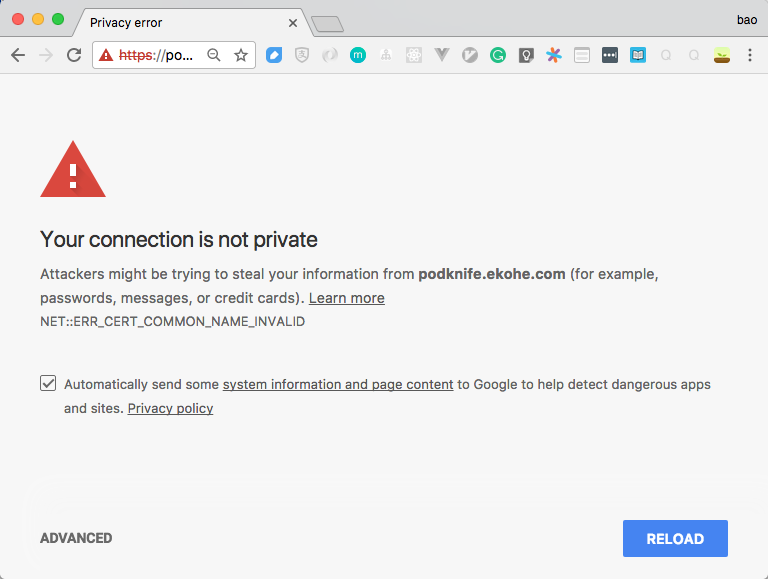 Privacy error
bao
https://po...
m
Your connection is not private
Attackers might be trying to steal your information from podknife.ekohe.com (for example,
passwords, messages, or credit cards). Learn more
NET::ERR_CERT_COMMON_NAME_INVALID
Automatically send some system information and page content to Google to help detect dangerous apps
and sites. Privacy policy
ADVANCED
RELOAD